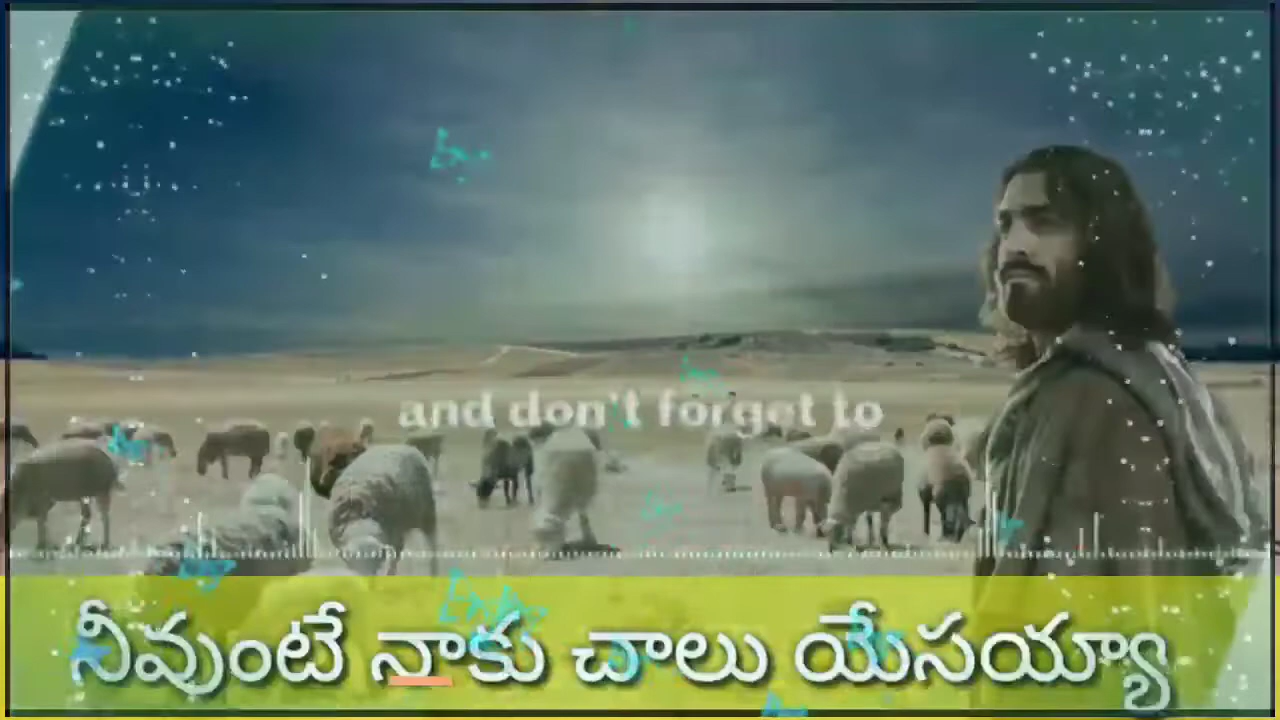 and don't forget to
నీవుంటే నాకు చాలు యేసయ్యా